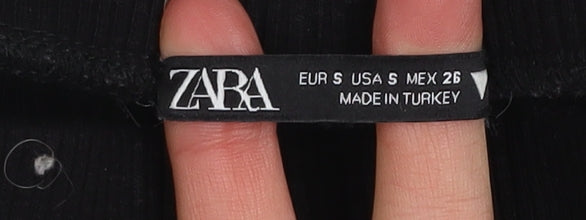 ZARA
EUR S USA S MEX 26
MADE IN TURKEY